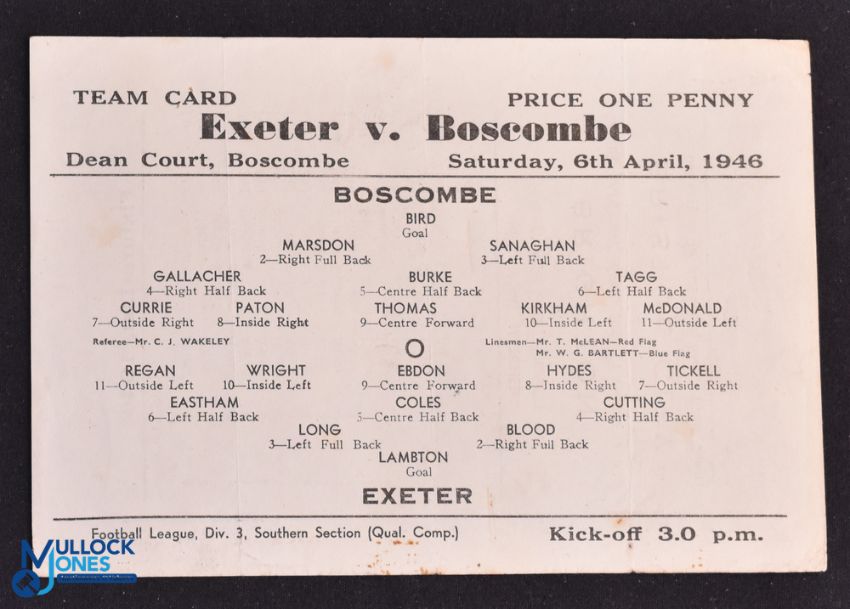 TEAM CARD PRICE ONE PENNY
Exeter v. Boscombe
Dean Court, Boscombe Saturday, 6th April, 1946
BOSCOMBE
BIRD
Goal
MARSDON SANAGHAN
2—Right Full Back 3—Left Full Back
GALLACHER BURKE TAGG
4—Right Half Back 5—Centre Half Back 6—Left Half Back
CURRIE PATON THOMAS KIRKHAM McDONALD
7—Outside Right 8—Inside Right 9—Centre Forward 10—Inside Left 11—Outside Left
Referee—Mr. C. J. WAKELEY O Linesmen—Mr. T. McLEAN—Red Flag
Mr. W. G. BARTLETT—Blue Flag
REGAN WRIGHT EBDON HYDES TICKELL
11—Outside Left 10—Inside Left 9—Centre Forward 8—Inside Right 7—Outside Right
EASTHAM COLES CUTTING
6—Left Half Back 5—Centre Half Back 4—Right Half Back
LONG BLOOD
3—Left Full Back 2—Right Full Back
LAMBTON
Goal
EXETER
Football League, Div. 3, Southern Section (Qual. Comp.) Kick-off 3.0 p.m.
MULLOCK
JONES